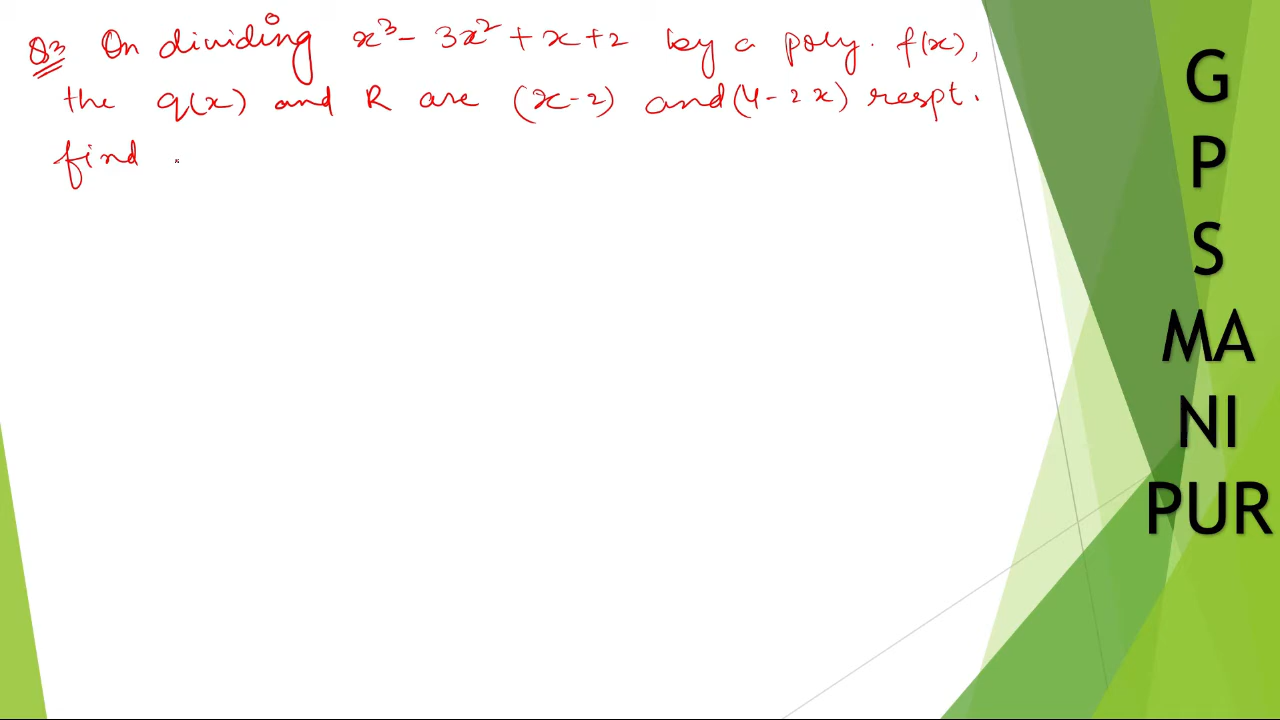 Q3 On dividing x³ - 3x² + x + 2 by a poly. f(x),
the q(x) and R are (x-2) and (4-2x) respt.
find
G
P
S
MA
NI
PUR